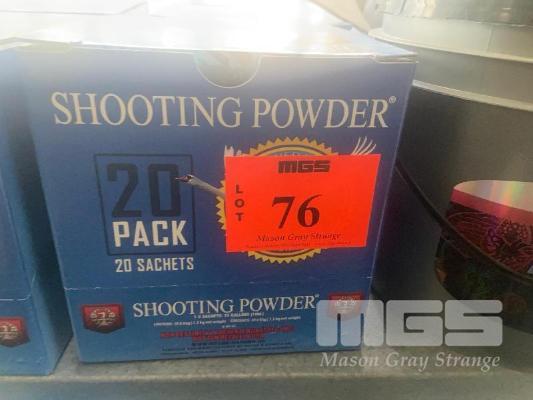 SHOOTING POWDER®
20
PACK
20 SACHETS
MGS
LOT
76
Mason Gray Strange
SHOOTING POWDER®
MGS
Mason Gray Strange